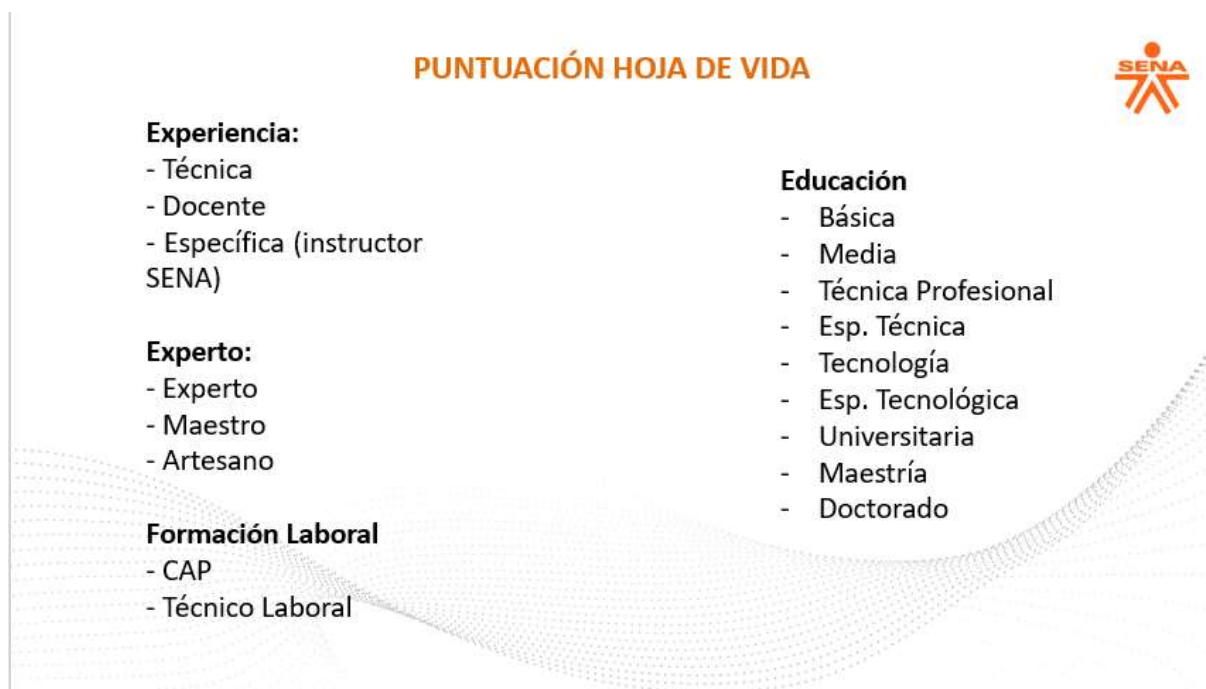 PUNTUACIÓN HOJA DE VIDA
SENA
Experiencia:
- Técnica
- Docente
- Específica (instructor
SENA)
Experto:
- Experto
- Maestro
- Artesano
Formación Laboral
- CAP
- Técnico Laboral
Educación
- Básica
- Media
- Técnica Profesional
- Esp. Técnica
- Tecnología
- Esp. Tecnológica
- Universitaria
- Maestría
- Doctorado